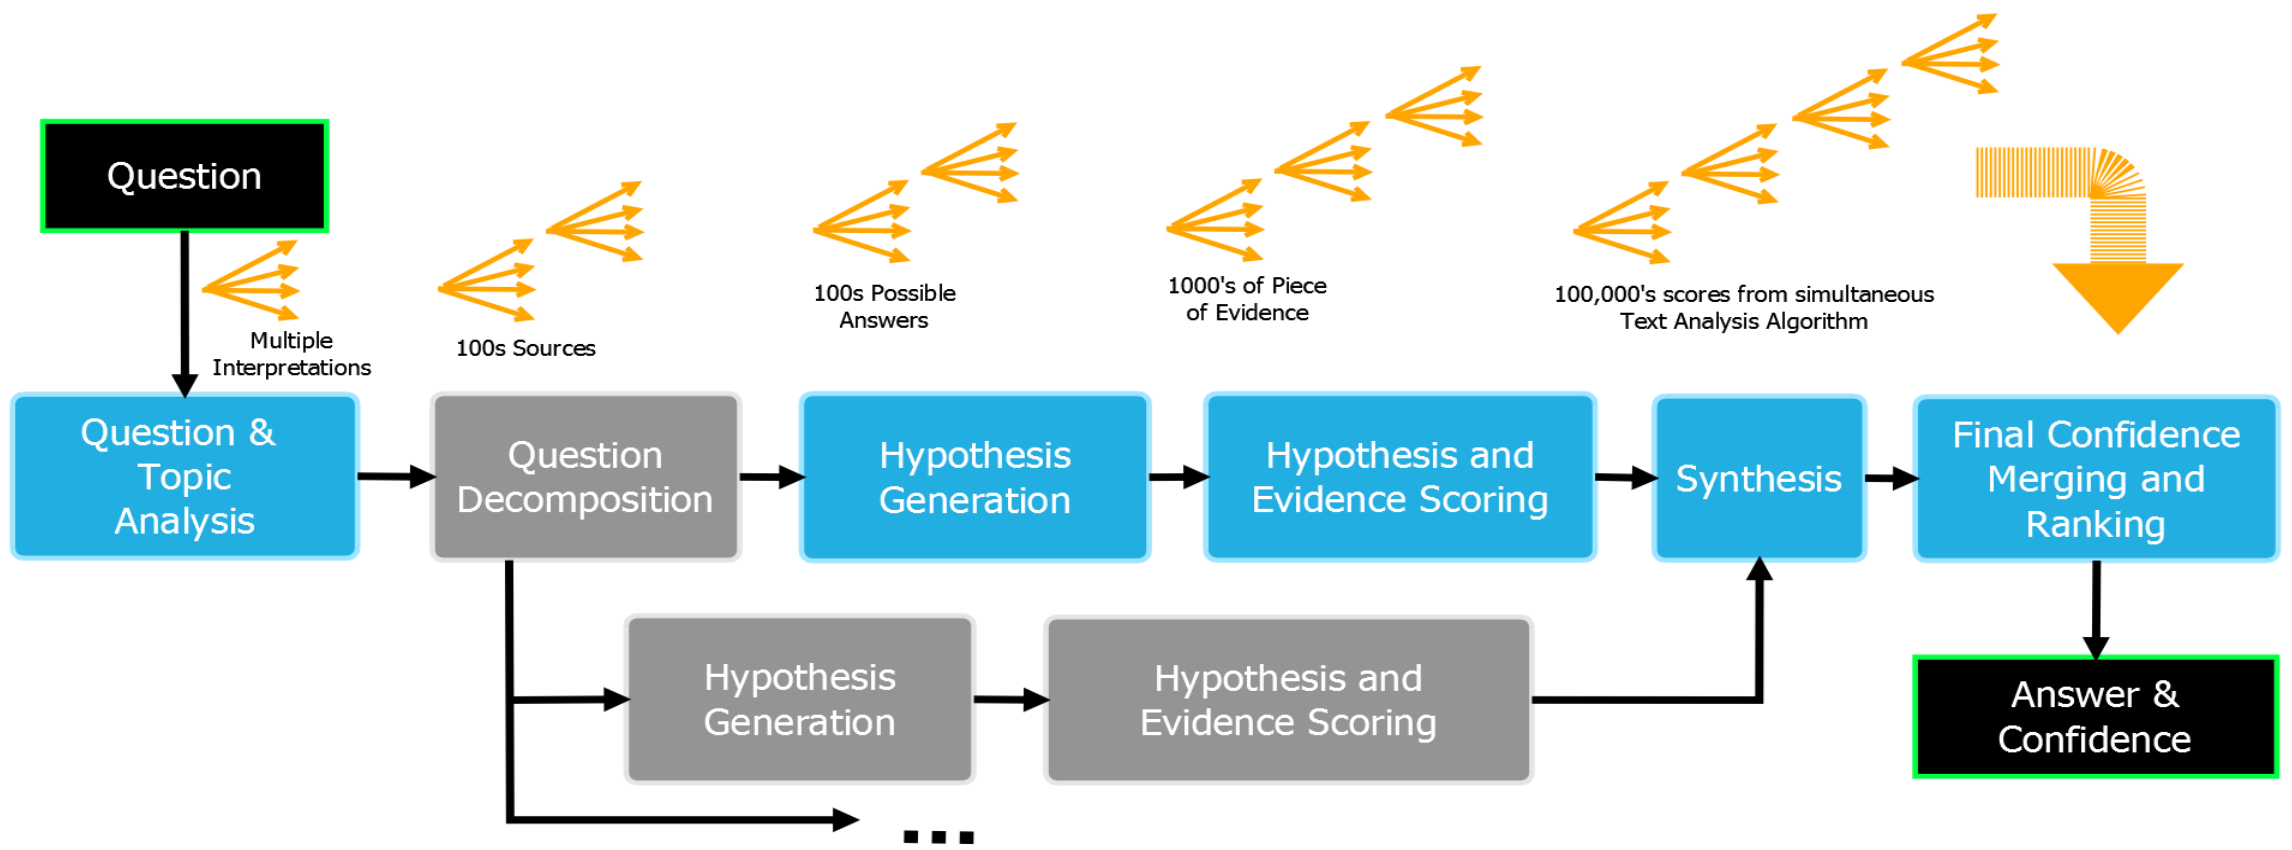 Question
Multiple
Interpretations
100s Sources
100s Possible
Answers
1000's of Piece
of Evidence
100,000's scores from simultaneous
Text Analysis Algorithm
Question &
Topic
Analysis
Question
Decomposition
Hypothesis
Generation
Hypothesis and
Evidence Scoring
Synthesis
Final Confidence
Merging and
Ranking
Hypothesis
Generation
Hypothesis and
Evidence Scoring
Answer &
Confidence
...